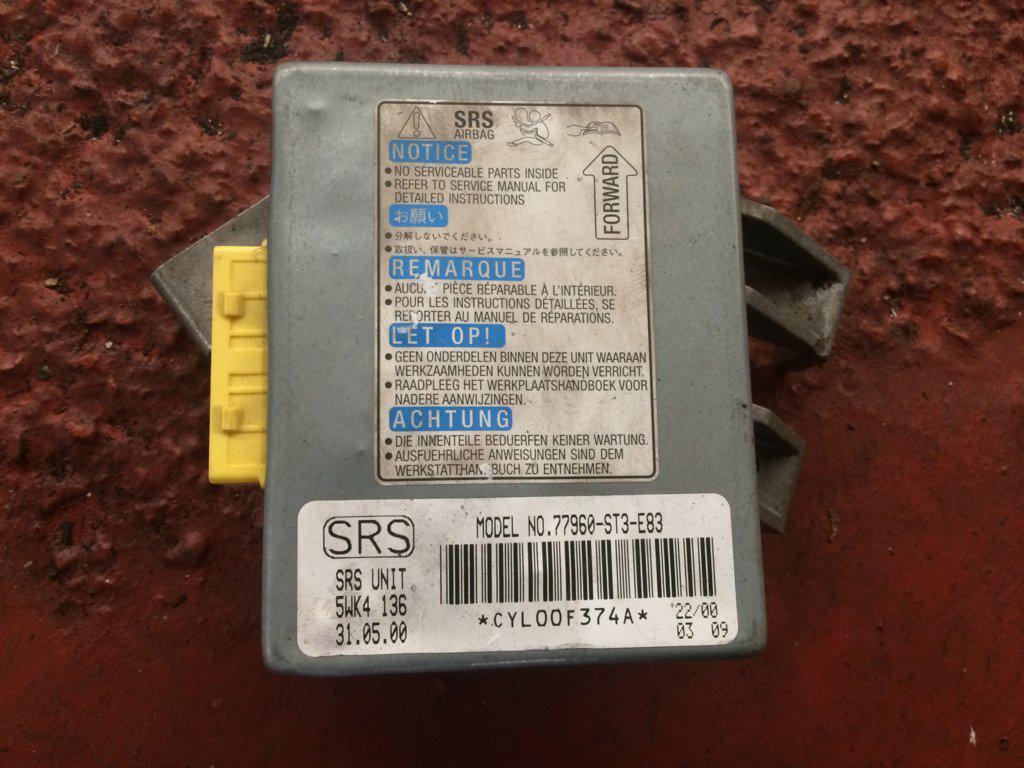 SRS
AIRBAG
FORWARD
NOTICE
● NO SERVICEABLE PARTS INSIDE
● REFER TO SERVICE MANUAL FOR
DETAILED INSTRUCTIONS
お願い
● 分解しないでください。
● 取扱い、保管はサービスマニュアルを参照してください。
REMARQUE
● AUCUNE PIÈCE RÉPARABLE À L'INTÉRIEUR.
● POUR LES INSTRUCTIONS DÉTAILLÉES, SE
REPORTER AU MANUEL DE RÉPARATIONS.
LET OP!
● GEEN ONDERDELEN BINNEN DEZE UNIT WAARAAN
WERKZAAMHEDEN KUNNEN WORDEN VERRICHT.
● RAADPLEEG HET WERKPLAATSHANDBOEK VOOR
NADERE AANWIJZINGEN.
ACHTUNG
● DIE INNENTEILE BEDUERFEN KEINER WARTUNG.
● AUSFUEHRLICHE ANWEISUNGEN SIND DEM
WERKSTATTHANDBUCH ZU ENTNEHMEN.
SRS
MODEL NO.77960-ST3-E83
SRS UNIT
5WK4 136
31.05.00
*CYL00F374A*
22/00
03 09